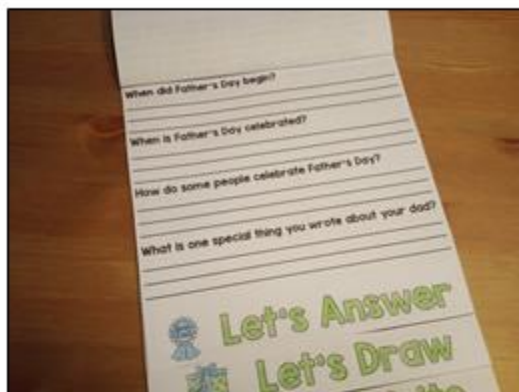 When did Father's Day begin?
When is Father's Day celebrated?
How do some people celebrate Father's Day?
What is one special thing you wrote about your dad?
Let's Answer
Let's Draw